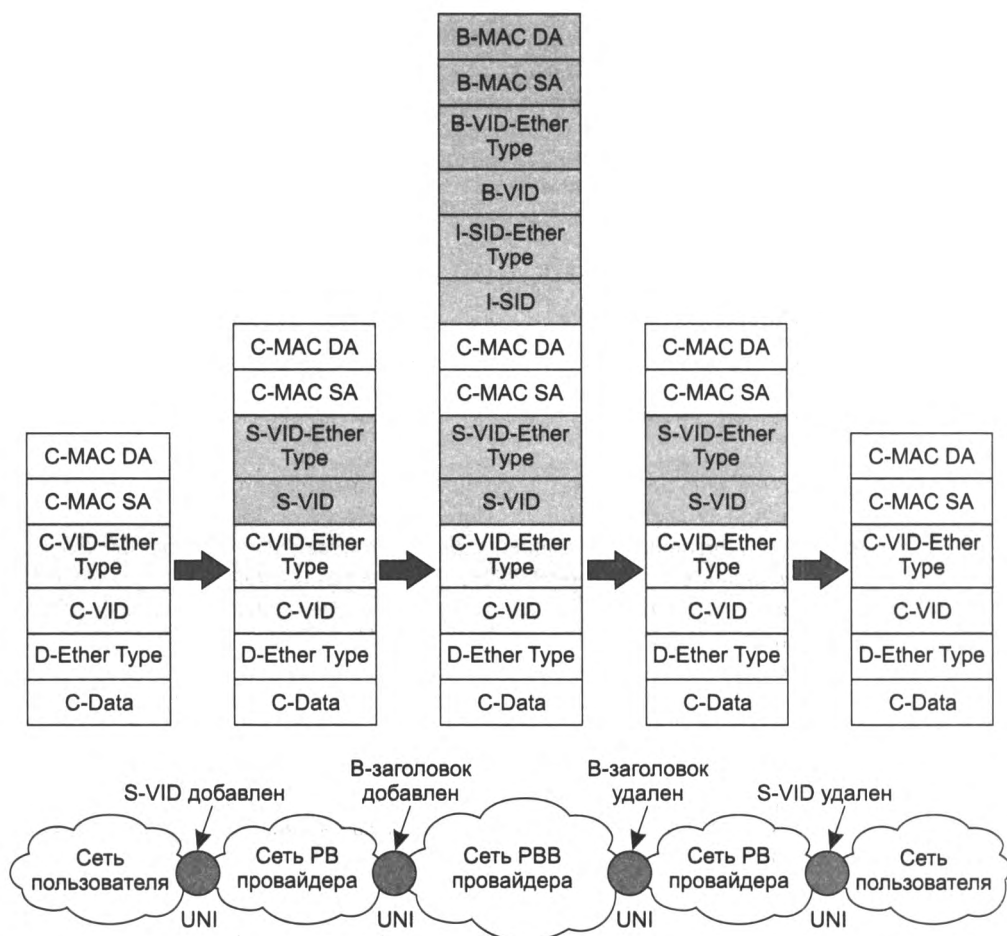 C-MAC DA
C-MAC SA
C-VID-Ether
Type
C-VID
D-Ether Type
C-Data
C-MAC DA
C-MAC SA
S-VID-Ether
Type
S-VID
C-VID-Ether
Type
C-VID
D-Ether Type
C-Data
B-MAC DA
B-MAC SA
B-VID-Ether
Type
B-VID
I-SID-Ether
Type
I-SID
C-MAC DA
C-MAC SA
S-VID-Ether
Type
S-VID
C-VID-Ether
Type
C-VID
D-Ether Type
C-Data
C-MAC DA
C-MAC SA
S-VID-Ether
Type
S-VID
C-VID-Ether
Type
C-VID
D-Ether Type
C-Data
C-MAC DA
C-MAC SA
C-VID-Ether
Type
C-VID
D-Ether Type
C-Data
S-VID добавлен
В-заголовок
добавлен
В-заголовок
удален
S-VID удален
Сеть
пользователя
UNI
Сеть PB
провайдера
UNI
Сеть PBB
провайдера
UNI
Сеть PB
провайдера
UNI
Сеть
пользователя